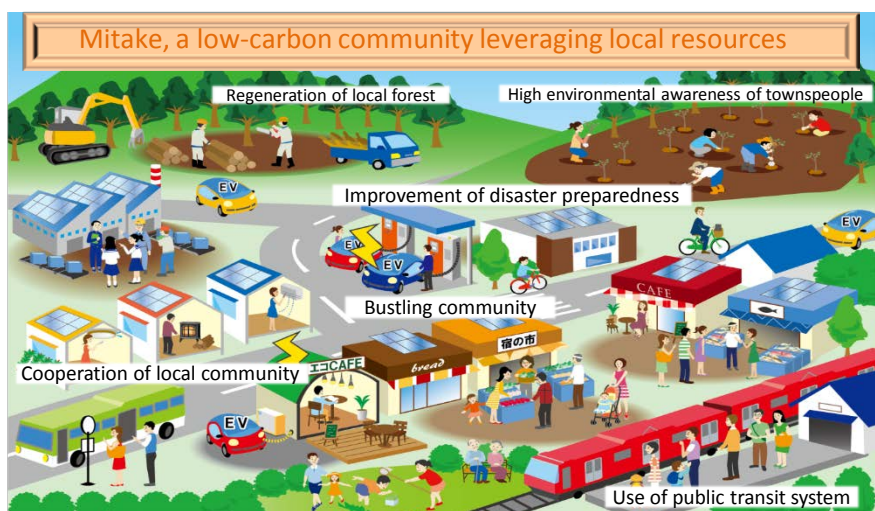 Mitake, a low-carbon community leveraging local resources
Regeneration of local forest
High environmental awareness of townspeople
EV
Improvement of disaster preparedness
EV
EV
EV
Bustling community
CAFE
宿の市
bread
エコCAFE
Cooperation of local community
EV
Use of public transit system